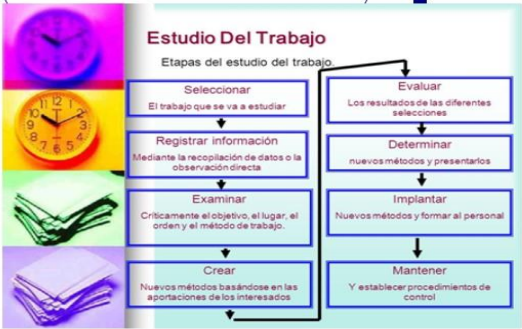 Estudio Del Trabajo
Etapas del estudio del trabajo.
Seleccionar
El trabajo que se va a estudiar
Registrar información
Mediante la recopilación de datos o la
observación directa
Examinar
Críticamente el objetivo, el lugar, el
orden y el método de trabajo.
Crear
Nuevos métodos basándose en las
aportaciones de los interesados
Evaluar
Los resultados de las diferentes
selecciones
Determinar
nuevos métodos y presentarlos
Implantar
Nuevos métodos y formar al personal
Mantener
Y establecer procedimientos de
control